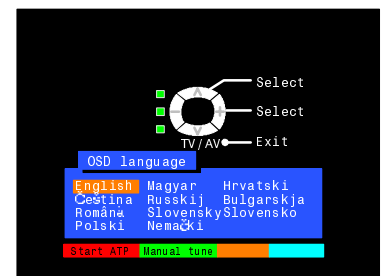 Select
Select
TV/AV Exit
OSD language
English Magyar Hrvatski
Čeština Russkij Bulgarskja
Română Slovensky Slovensko
Polski Nemački
Start ATP Manual tune